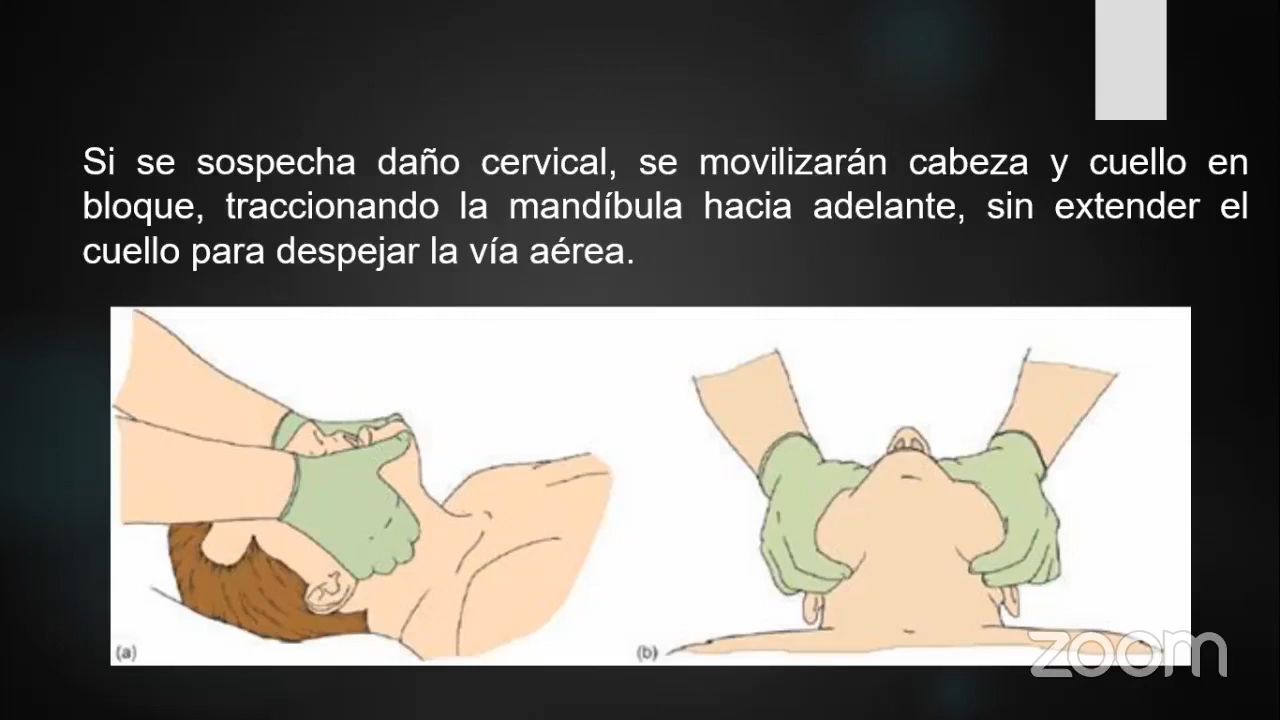 Si se sospecha daño cervical, se movilizarán cabeza y cuello en
bloque, traccionando la mandíbula hacia adelante, sin extender el
cuello para despejar la vía aérea.
(a)
(b)
zoom